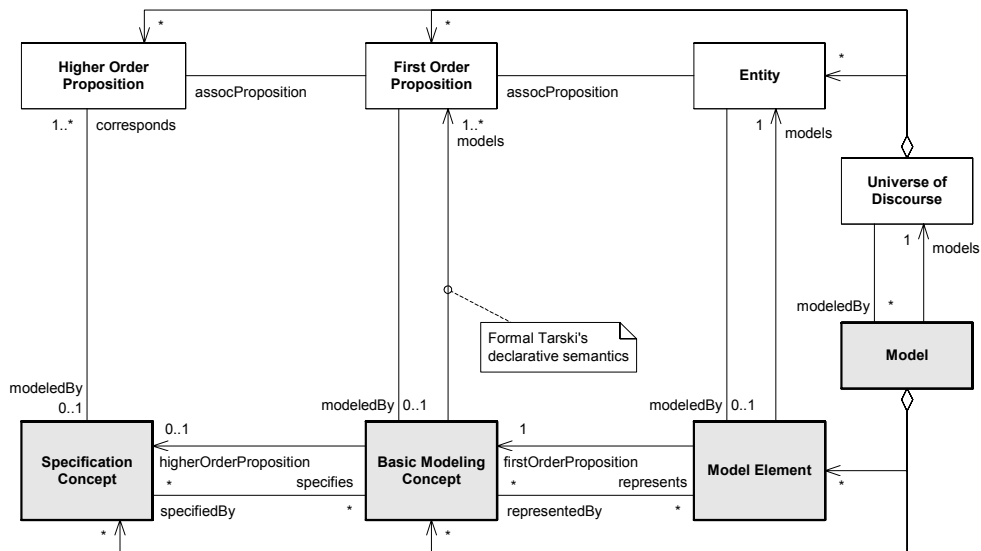 * *
Higher Order
Proposition
First Order
Proposition
Entity
*
assocProposition
assocProposition
1..*
corresponds
1..*
models
1
models
Universe of
Discourse
1
models
Formal Tarski's
declarative semantics
modeledBy
*
Model
modeledBy
0..1
modeledBy
0..1
modeledBy
0..1
0..1
1
Specification
Concept
higherOrderProposition
Basic Modeling
Concept
firstOrderProposition
Model Element
*
specifies
*
represents
*
specifiedBy
*
representedBy
*
*
*